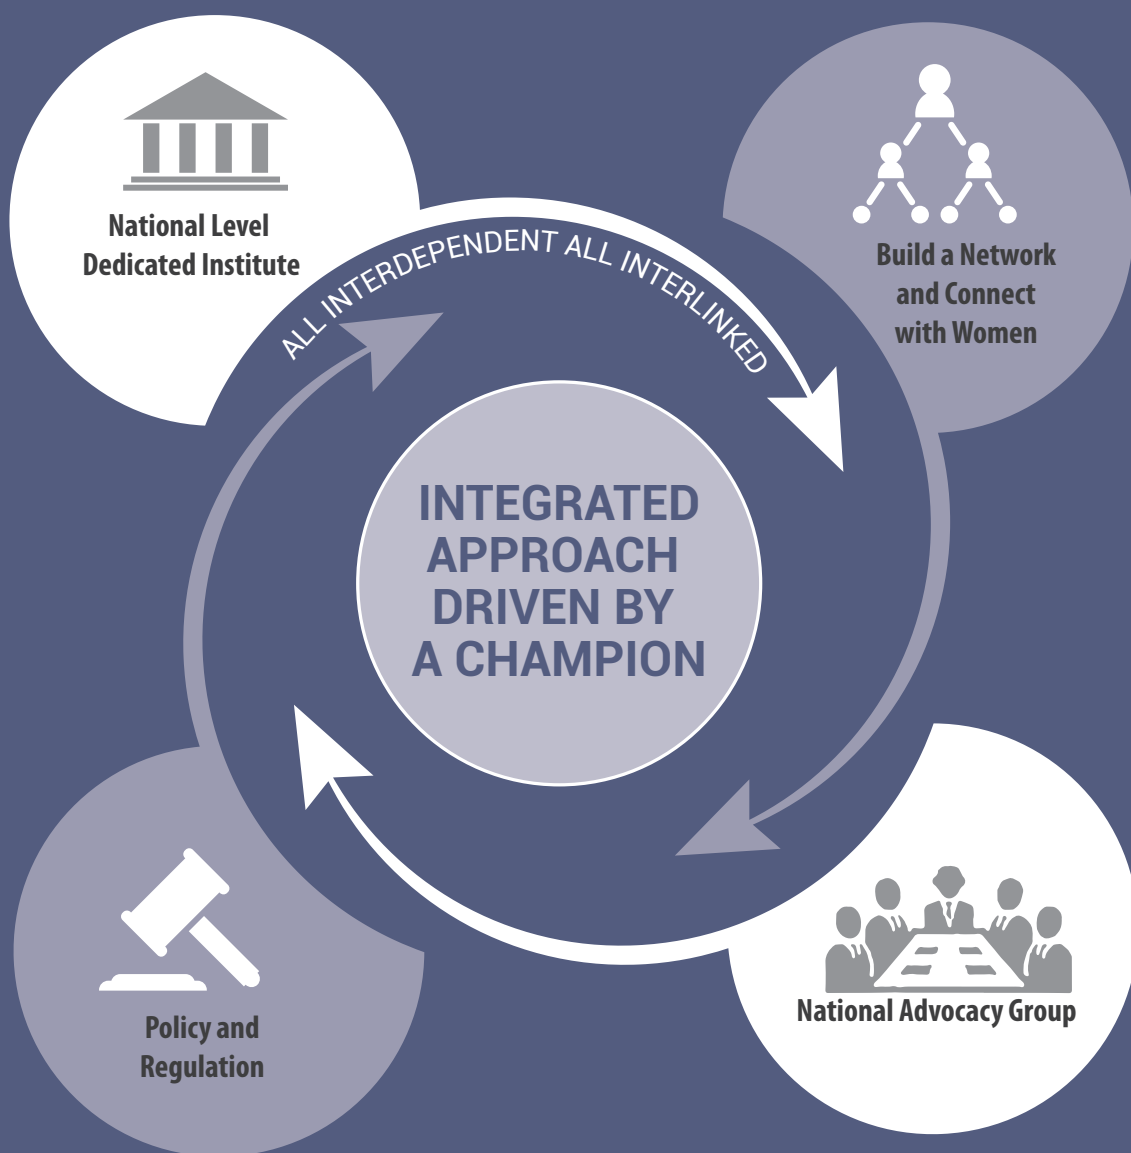 National Level
Dedicated Institute
Build a Network
and Connect
with Women
ALL INTERDEPENDENT ALL INTERLINKED
INTEGRATED
APPROACH
DRIVEN BY
A CHAMPION
Policy and
Regulation
National Advocacy Group